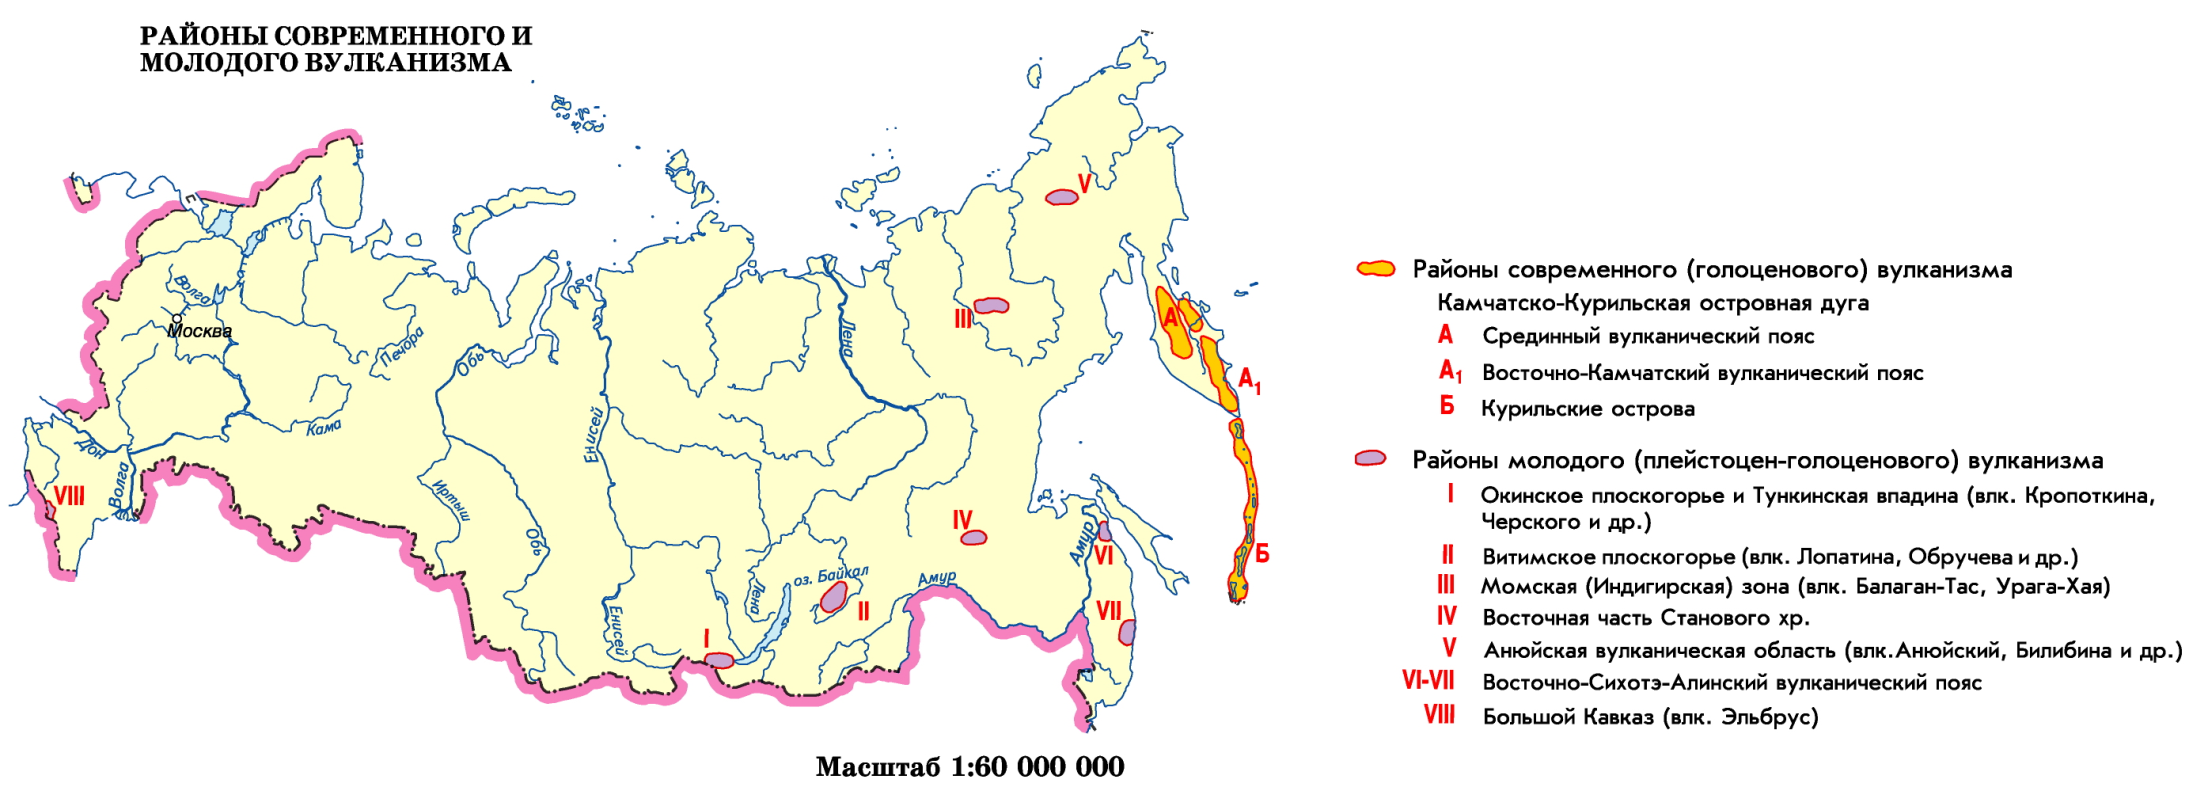 РАЙОНЫ СОВРЕМЕННОГО И
МОЛОДОГО ВУЛКАНИЗМА
V
Волга
Москва
Печора
Обь
Лена
III
А
А1
Дон
Волга
Кама
Енисей
Иртыш
Обь
VIII
IV
Амур
VI
Б
оз. Байкал
Амур
Лена
II
VII
Енисей
I
Масштаб 1:60 000 000
Районы современного (голоценового) вулканизма
Камчатско-Курильская островная дуга
А Срединный вулканический пояс
А1 Восточно-Камчатский вулканический пояс
Б Курильские острова
Районы молодого (плейстоцен-голоценового) вулканизма
I Окинское плоскогорье и Тункинская впадина (влк. Кропоткина,
Черского и др.)
II Витимское плоскогорье (влк. Лопатина, Обручева и др.)
III Момская (Индигирская) зона (влк. Балаган-Тас, Урага-Хая)
IV Восточная часть Станового хр.
V Анюйская вулканическая область (влк.Анюйский, Билибина и др.)
VI-VII Восточно-Сихотэ-Алинский вулканический пояс
VIII Большой Кавказ (влк. Эльбрус)